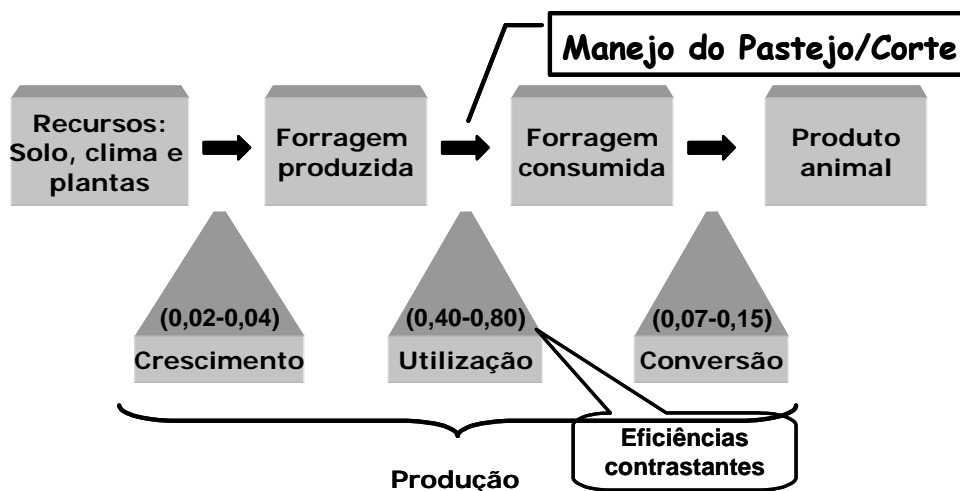 Manejo do Pastejo/Corte
Recursos:
Solo, clima e
plantas
Forragem
produzida
Forragem
consumida
Produto
animal
(0,02-0,04)
Crescimento
(0,40-0,80)
Utilização
(0,07-0,15)
Conversão
Eficiências
contrastantes
Produção